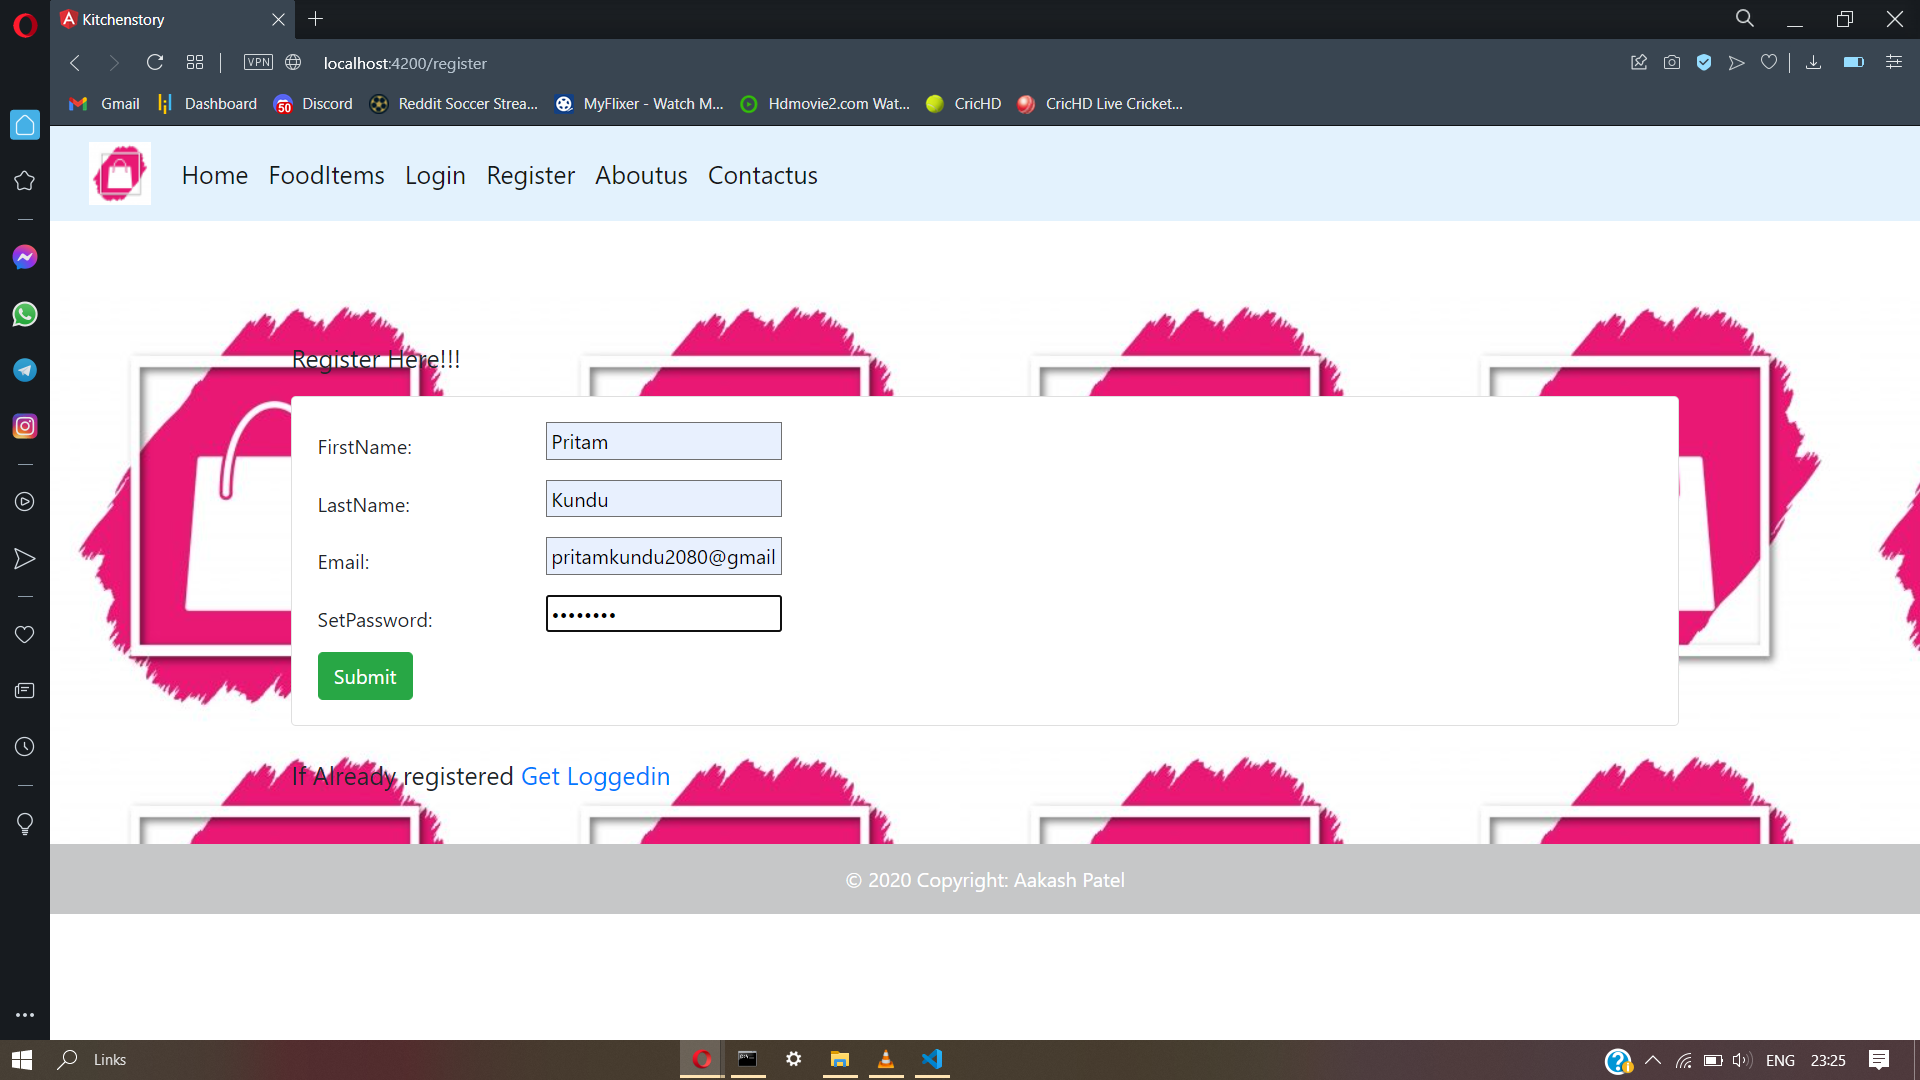 Kitchenstory
VPN
localhost:4200/register
Gmail
Dashboard
50
Discord
Reddit Soccer Strea...
MyFlixer - Watch M...
Hdmovie2.com Wat...
CricHD
CricHD Live Cricket...
Home
FoodItems
Login
Register
Aboutus
Contactus
Register Here!!!
FirstName:
Pritam
LastName:
Kundu
Email:
pritamkundu2080@gmail
SetPassword:
••••••••
Submit
If Already registered Get Loggedin
© 2020 Copyright: Aakash Patel
Links
ENG
23:25